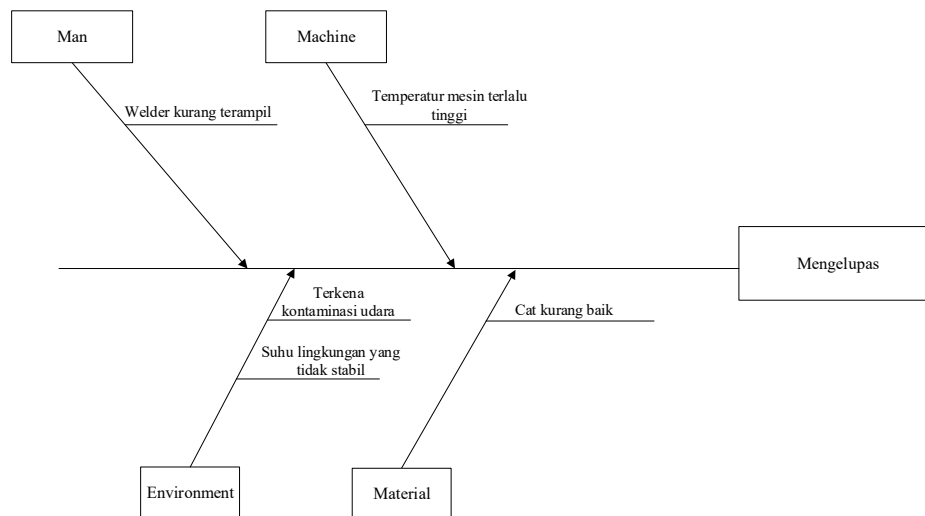 Man
Machine
Welder kurang terampil
Temperatur mesin terlalu
tinggi
Mengelupas
Terkena
kontaminasi udara
Cat kurang baik
Suhu lingkungan yang
tidak stabil
Environment
Material